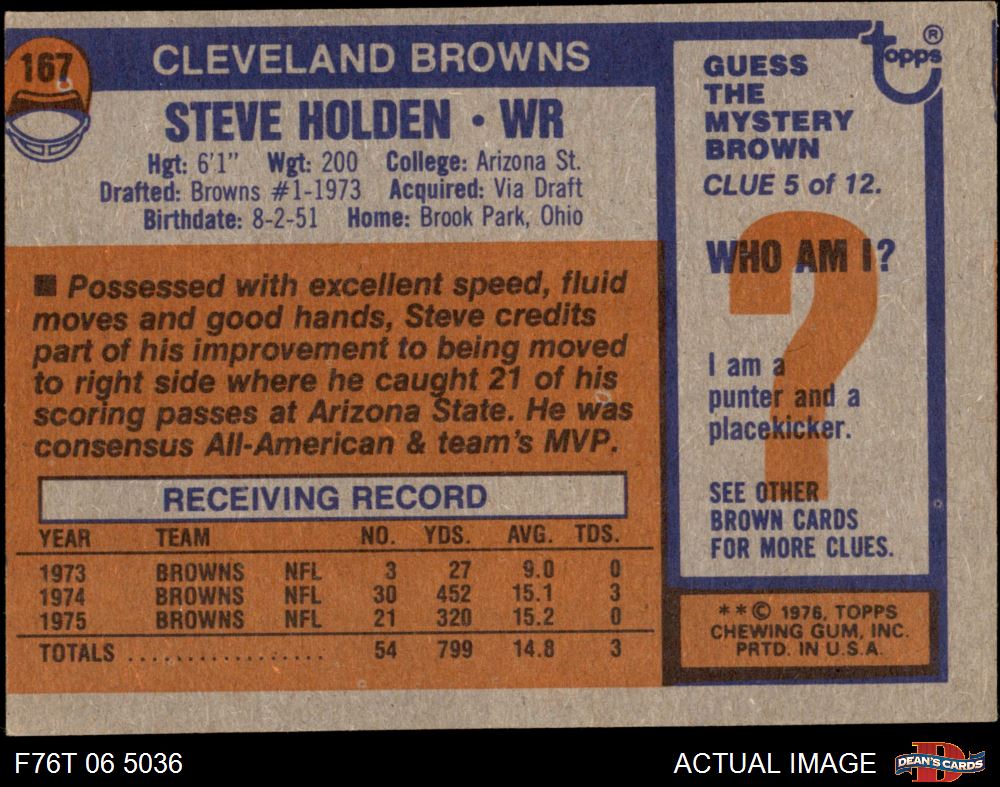 167
CLEVELAND BROWNS
STEVE HOLDEN • WR
Hgt: 6'1" Wgt: 200 College: Arizona St.
Drafted: Browns #1-1973 Acquired: Via Draft
Birthdate: 8-2-51 Home: Brook Park, Ohio
■ Possessed with excellent speed, fluid
moves and good hands, Steve credits
part of his improvement to being moved
to right side where he caught 21 of his
scoring passes at Arizona State. He was
consensus All-American & team's MVP.
RECEIVING RECORD
YEAR TEAM NO. YDS. AVG. TDS.
1973 BROWNS NFL 3 27 9.0 0
1974 BROWNS NFL 30 452 15.1 3
1975 BROWNS NFL 21 320 15.2 0
TOTALS .................. 54 799 14.8 3
Topps ®
GUESS
THE
MYSTERY
BROWN
CLUE 5 of 12.
WHO AM I?
?
I am a
punter and a
placekicker.
SEE OTHER
BROWN CARDS
FOR MORE CLUES.
* * © 1976, TOPPS
CHEWING GUM, INC.
PRTD. IN U.S.A.
F76T 06 5036
ACTUAL IMAGE
D
DEAN'S CARDS